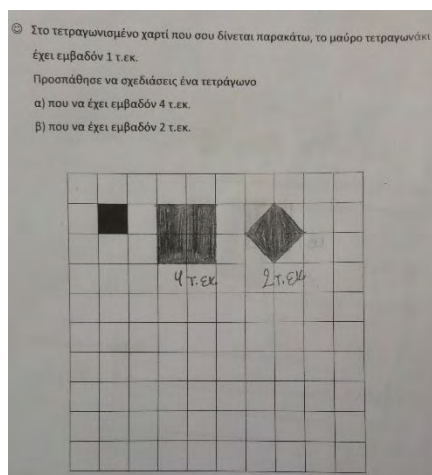 ☺ Στο τετραγωνισμένο χαρτί που σου δίνεται παρακάτω, το μαύρο τετραγωνάκι
έχει εμβαδόν 1 τ.εκ.
Προσπάθησε να σχεδιάσεις ένα τετράγωνο
α) που να έχει εμβαδόν 4 τ.εκ.
β) που να έχει εμβαδόν 2 τ.εκ.
4 τ.εκ. 2 τ.εκ